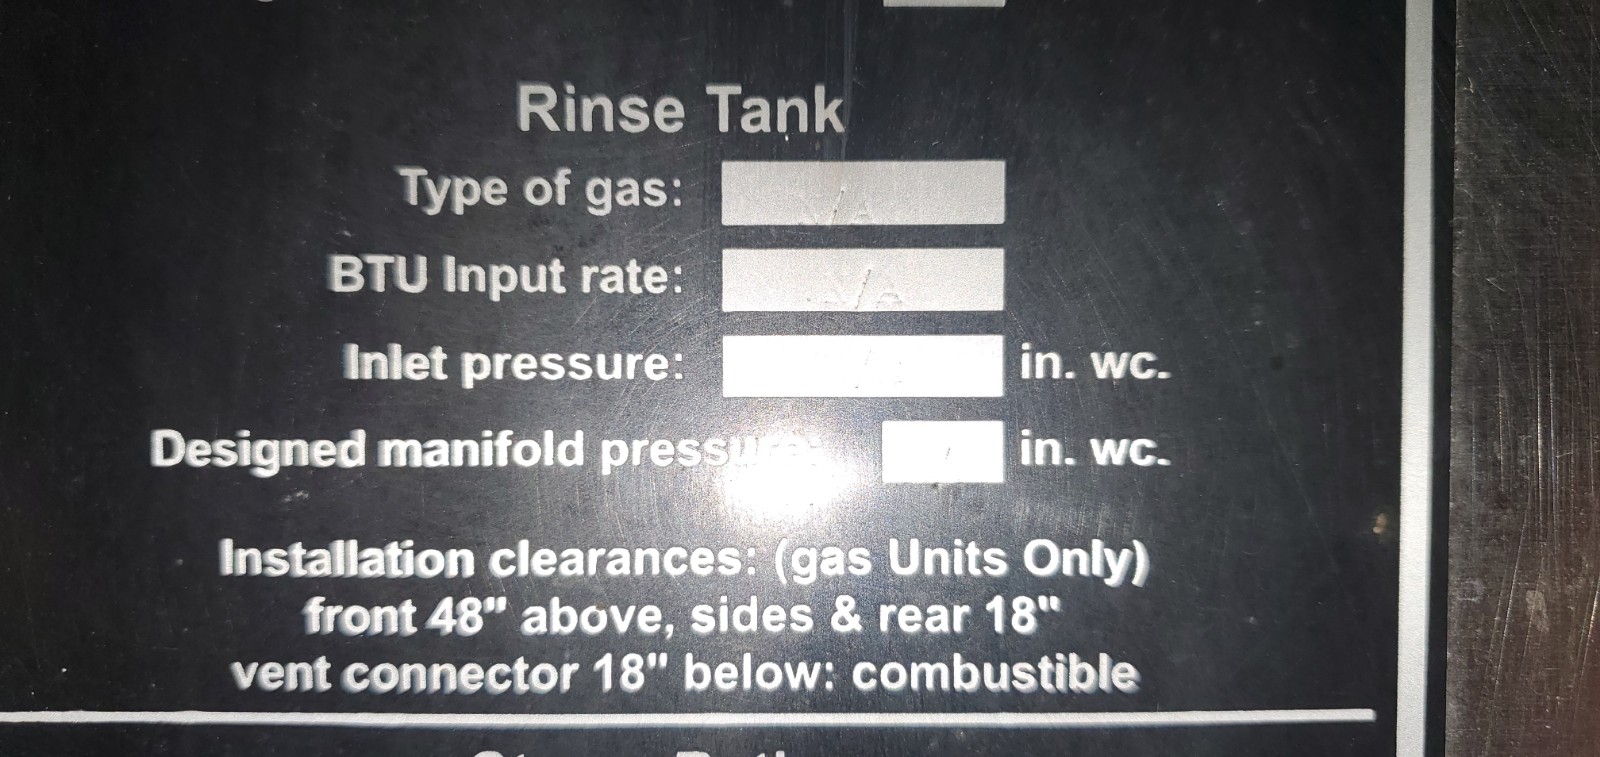 Rinse Tank
Type of gas: /A
BTU Input rate: /A
Inlet pressure: in. wc.
Designed manifold pressure: / in. wc.
Installation clearances: (gas Units Only)
front 48" above, sides & rear 18"
vent connector 18" below: combustible